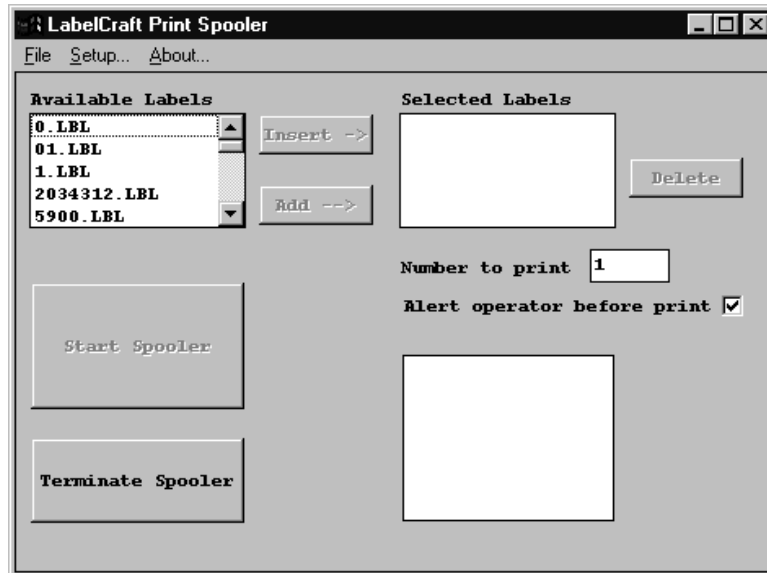 LabelCraft Print Spooler
File Setup... About...
Available Labels
0.LBL
01.LBL
1.LBL
2034312.LBL
5900.LBL
Insert ->
Add -->
Selected Labels
Delete
Number to print 1
Alert operator before print
Start Spooler
Terminate Spooler